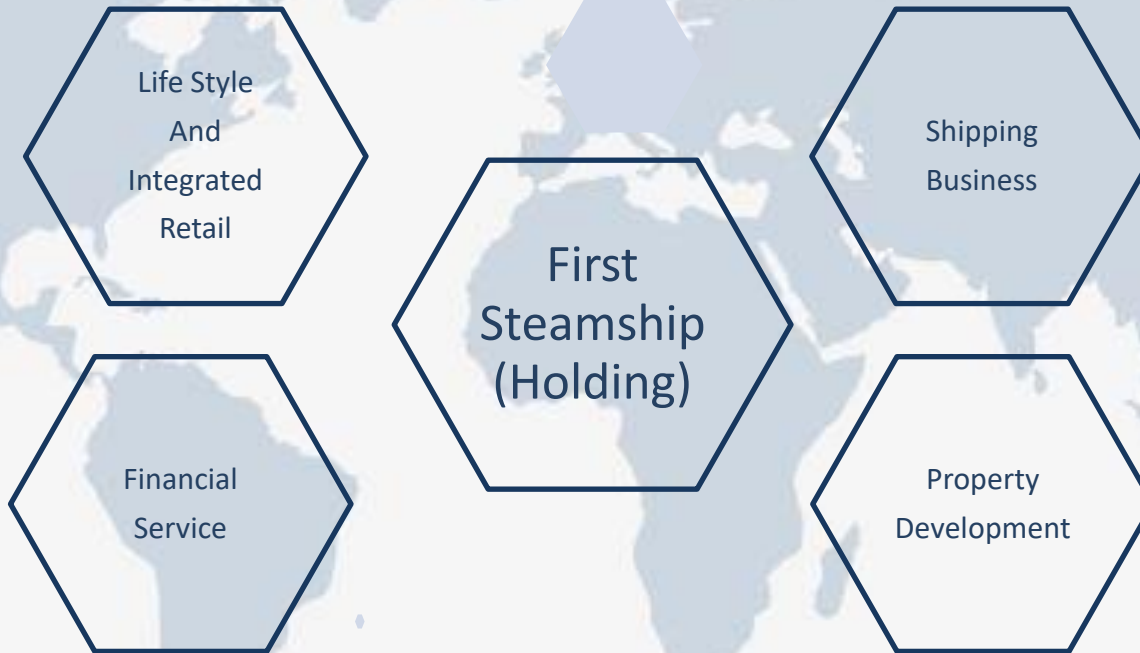 Life Style
And
Integrated
Retail
Shipping
Business
First
Steamship
(Holding)
Financial
Service
Property
Development